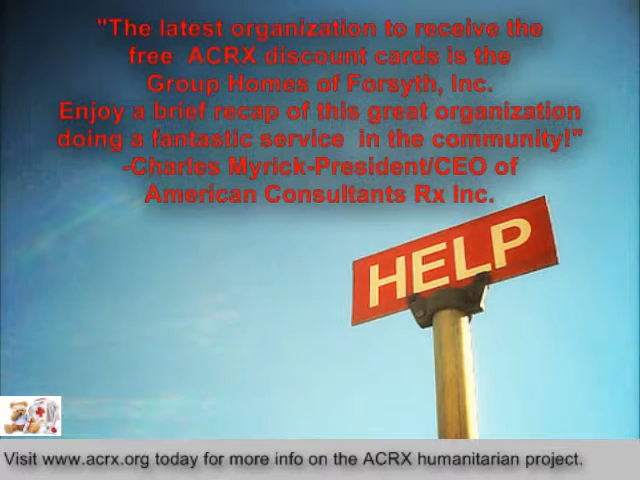 "The latest organization to receive the
free  ACRX discount cards is the
Group Homes of Forsyth, Inc.
Enjoy a brief recap of this great organization
doing a fantastic service  in the community!"
-Charles Myrick-President/CEO of
American Consultants Rx Inc.
HELP
Visit www.acrx.org today for more info on the ACRX humanitarian project.